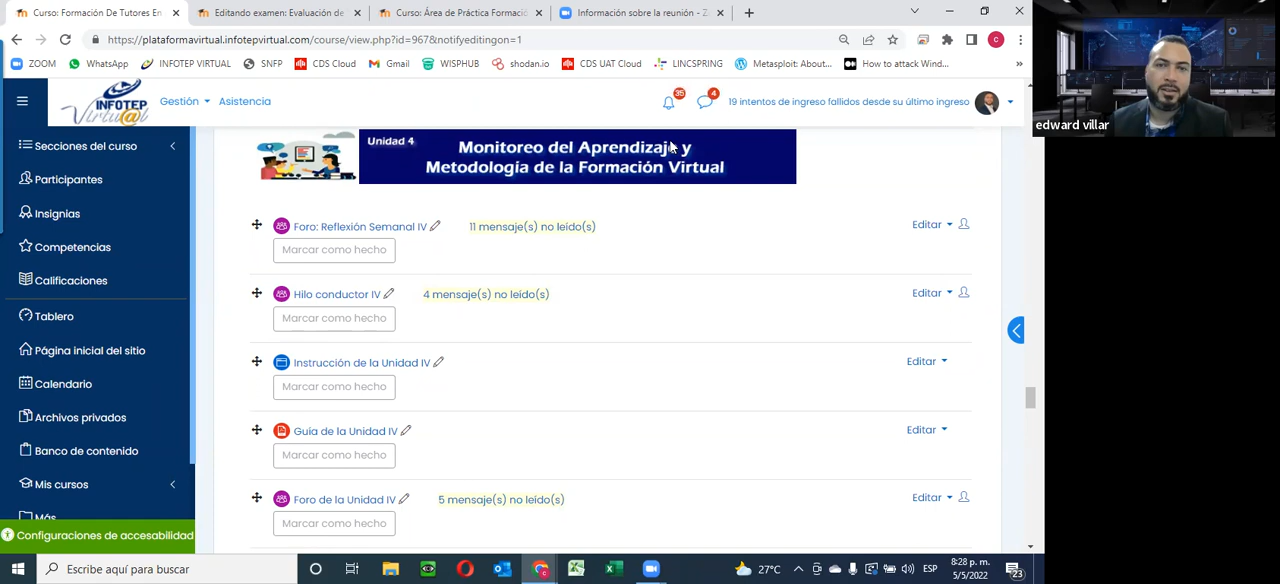 Curso: Formación De Tutores En
Editando examen: Evaluación de
Curso: Área de Práctica Formació
Información sobre la reunión - Zo
https://plataformavirtual.infotepvirtual.com/course/view.php?id=967&notifyeditingon=1
ZOOM
WhatsApp
INFOTEP VIRTUAL
SNFP
CDS Cloud
Gmail
WISPHUB
shodan.io
CDS UAT Cloud
LINCSPRING
Metasploit: About...
How to attack Wind...
»
INFOTEP
Virtu@l
Gestión
Asistencia
35
4
19 intentos de ingreso fallidos desde su último ingreso
edward villar
Secciones del curso
Participantes
Insignias
Competencias
Calificaciones
Tablero
Página inicial del sitio
Calendario
Archivos privados
Banco de contenido
Mis cursos
Más
Configuraciones de accesabilidad
Unidad 4
Monitoreo del Aprendizaje y
Metodología de la Formación Virtual
Foro: Reflexión Semanal IV
11 mensaje(s) no leído(s)
Editar
Marcar como hecho
Hilo conductor IV
4 mensaje(s) no leído(s)
Editar
Marcar como hecho
Instrucción de la Unidad IV
Editar
Marcar como hecho
Guía de la Unidad IV
Editar
Marcar como hecho
Foro de la Unidad IV
5 mensaje(s) no leído(s)
Editar
Marcar como hecho
Escribe aquí para buscar
27°C
ESP
8:28 p. m.
5/5/2022
23